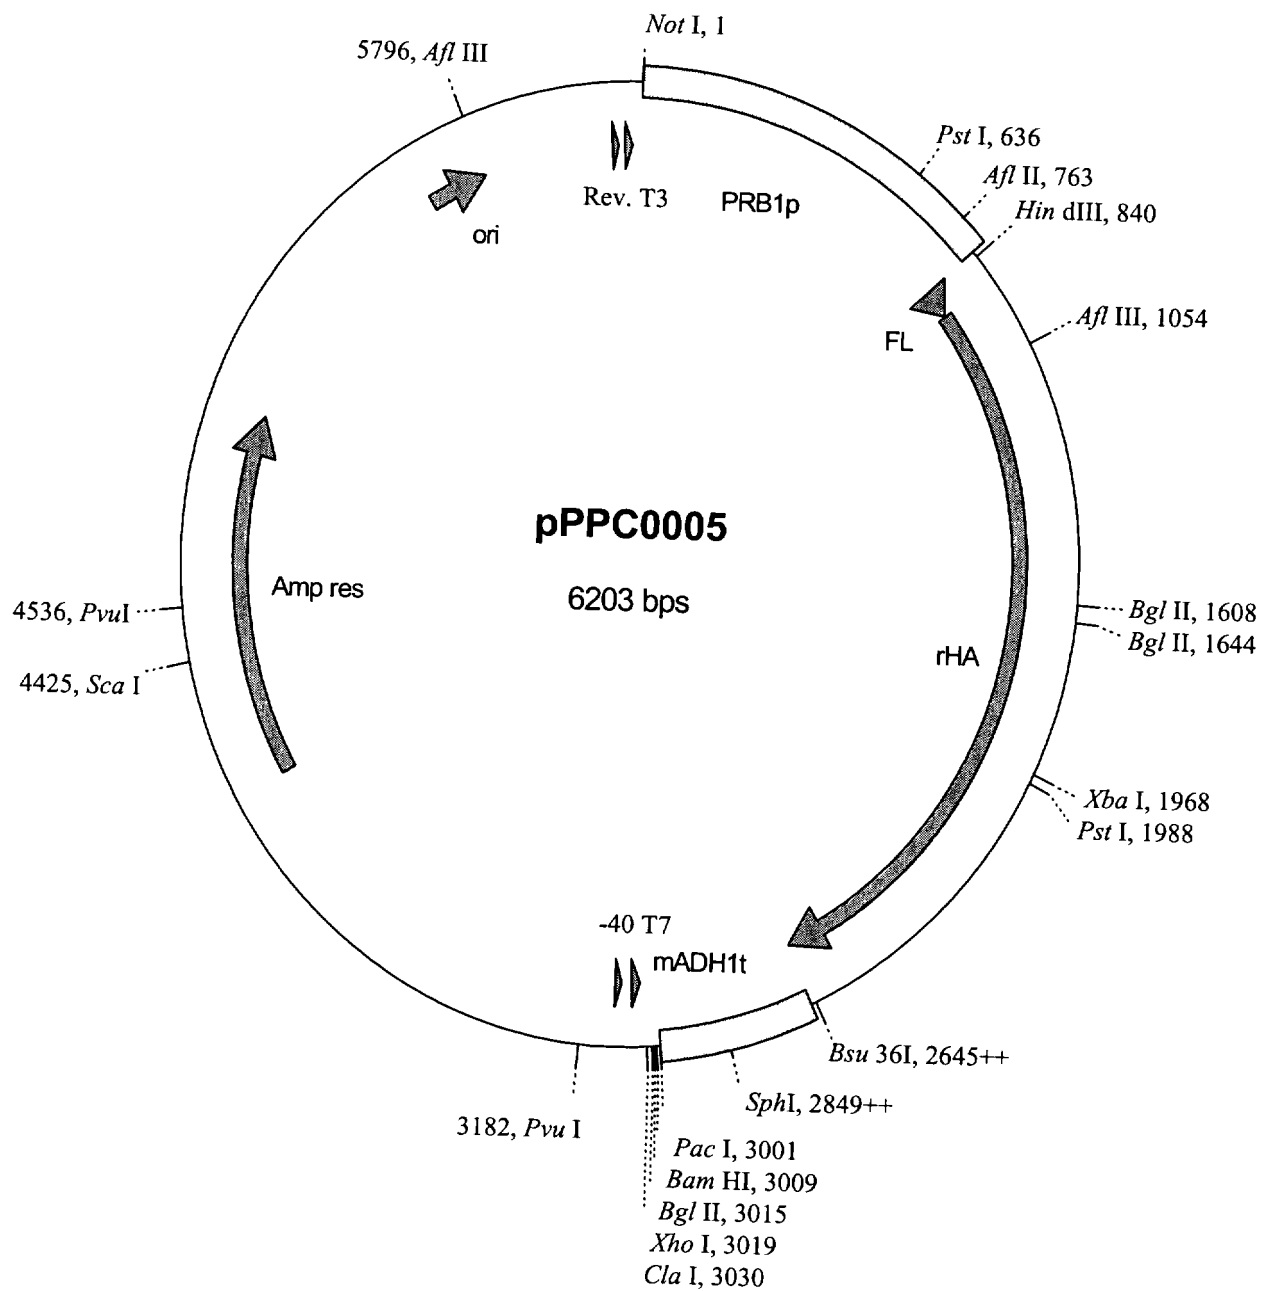 Not I, 1
5796, Afl III
Pst I, 636
Afl II, 763
Hin dIII, 840
Rev. T3
PRB1p
ori
Afl III, 1054
FL
pPPC0005
6203 bps
Amp res
4536, PvuI
Bgl II, 1608
Bgl II, 1644
rHA
4425, Sca I
Xba I, 1968
Pst I, 1988
-40 T7
mADH1t
Bsu 36I, 2645++
SphI, 2849++
3182, Pvu I
Pac I, 3001
Bam HI, 3009
Bgl II, 3015
Xho I, 3019
Cla I, 3030